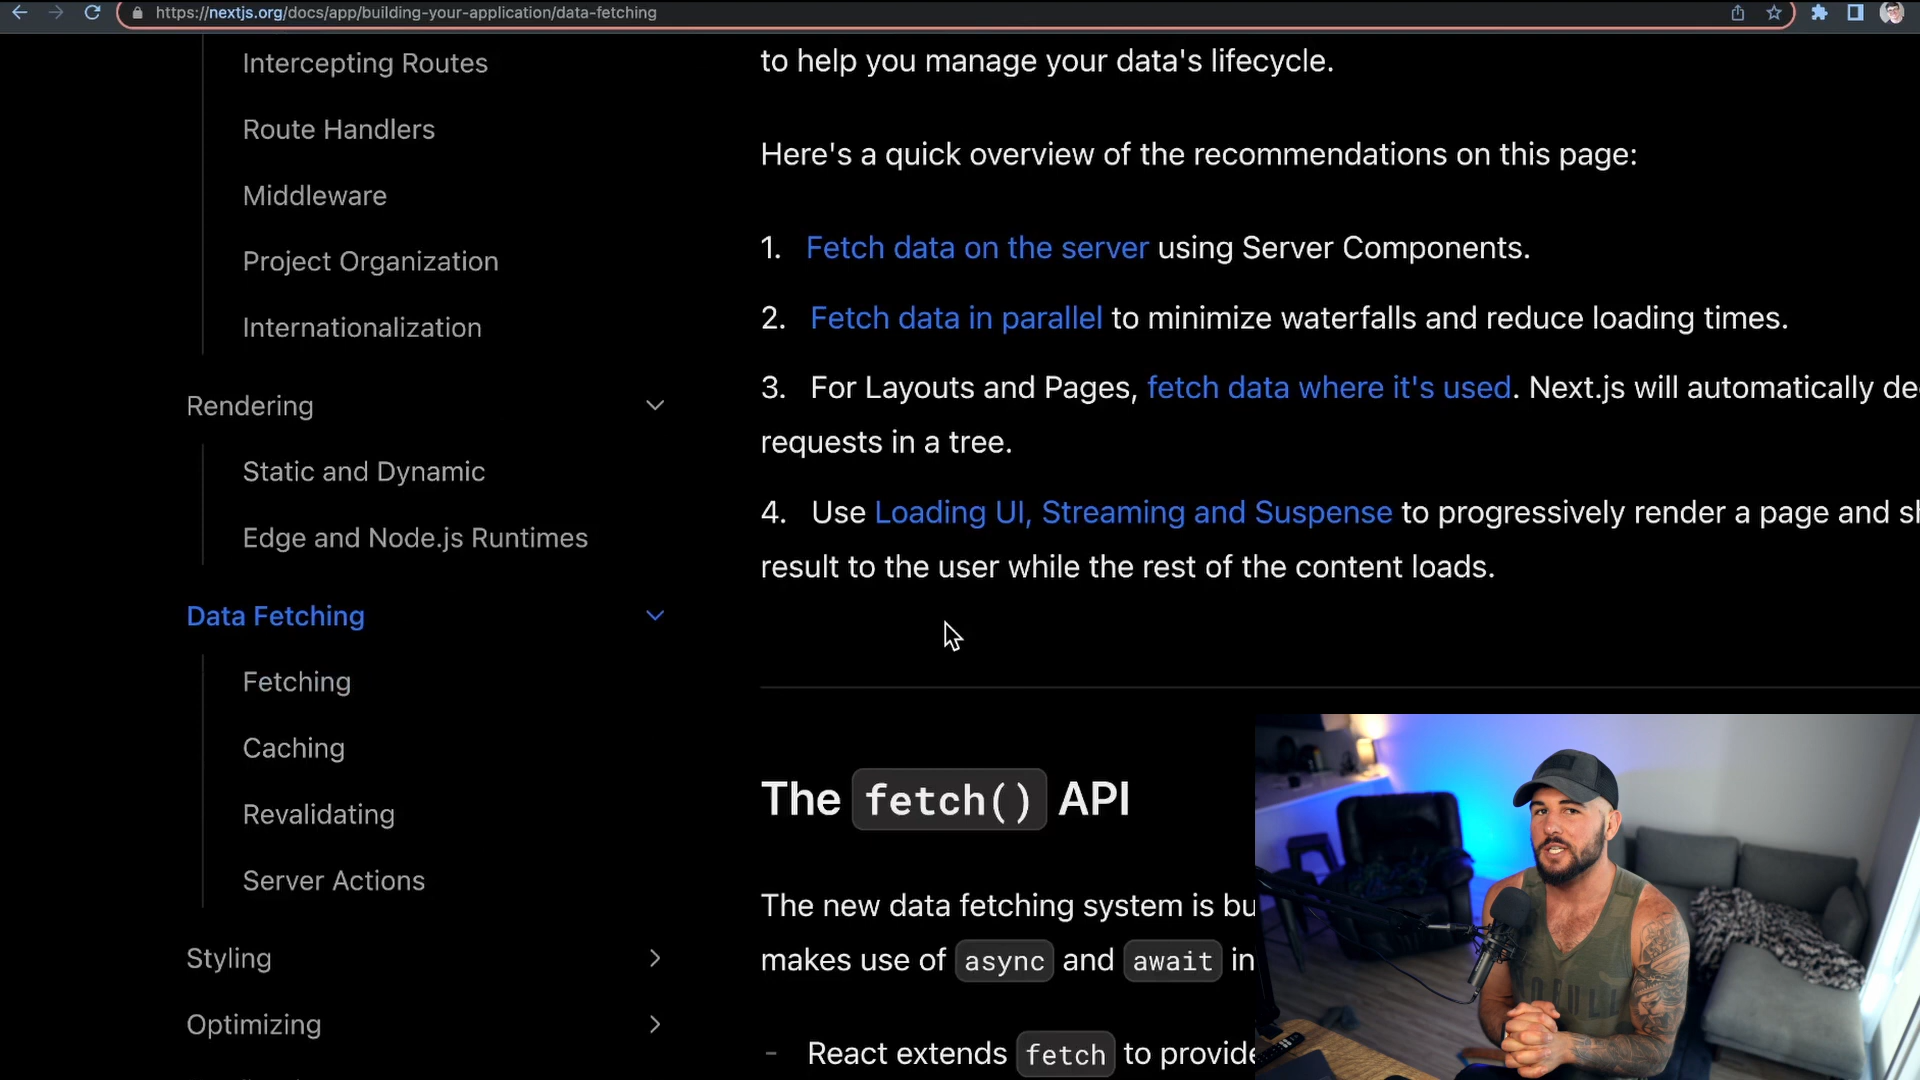 https://nextjs.org/docs/app/building-your-application/data-fetching
Intercepting Routes
Route Handlers
Middleware
Project Organization
Internationalization
Rendering
Static and Dynamic
Edge and Node.js Runtimes
Data Fetching
Fetching
Caching
Revalidating
Server Actions
Styling
Optimizing
to help you manage your data's lifecycle.
Here's a quick overview of the recommendations on this page:
1. Fetch data on the server using Server Components.
2. Fetch data in parallel to minimize waterfalls and reduce loading times.
3. For Layouts and Pages, fetch data where it's used. Next.js will automatically de
requests in a tree.
4. Use Loading UI, Streaming and Suspense to progressively render a page and sh
result to the user while the rest of the content loads.
The fetch() API
The new data fetching system is bu
makes use of async and await in
- React extends fetch to provide